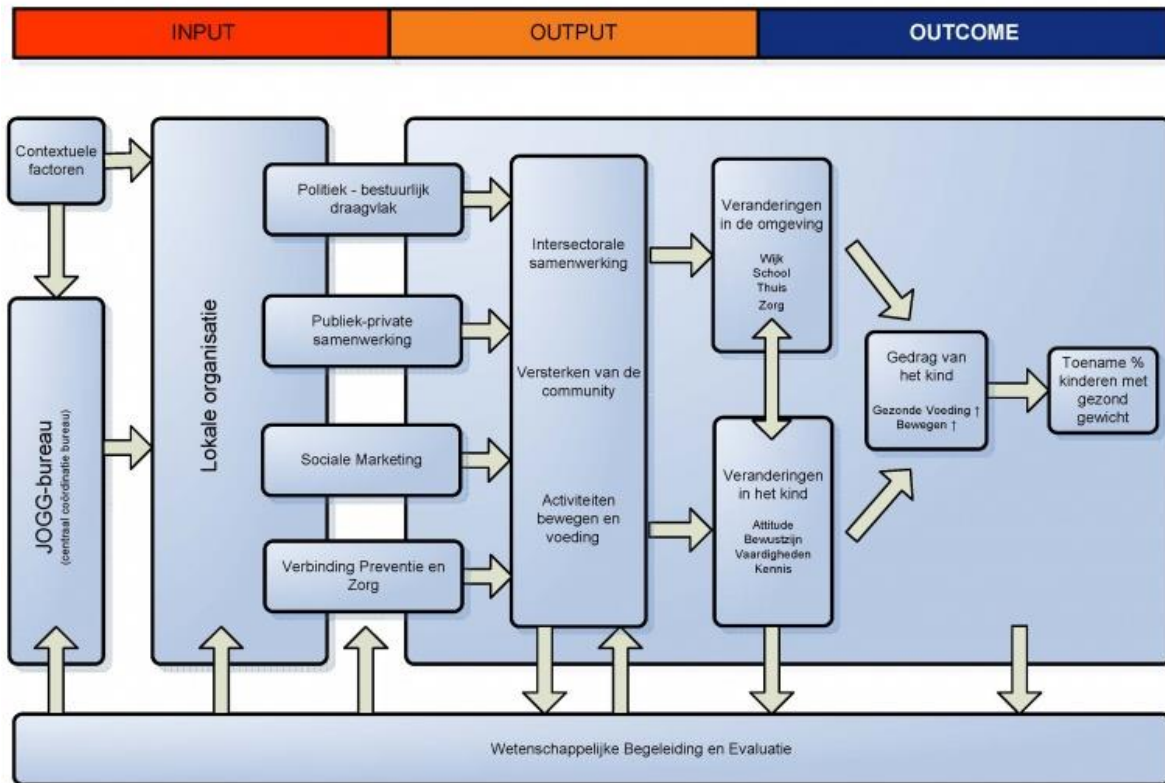 INPUT
OUTPUT
OUTCOME
Contextuele
factoren
JOGG-bureau
(centraal coördinatie bureau)
Lokale organisatie
Politiek - bestuurlijk
draagvlak
Publiek-private
samenwerking
Sociale Marketing
Verbinding Preventie en
Zorg
Intersectorale
samenwerking
Versterken van de
community
Activiteiten
bewegen en
voeding
Veranderingen
in de omgeving
Wijk
School
Thuis
Zorg
Veranderingen
in het kind
Attitude
Bewustzijn
Vaardigheden
Kennis
Gedrag van
het kind
Gezonde Voeding ↑
Bewegen ↑
Toename %
kinderen met
gezond
gewicht
Wetenschappelijke Begeleiding en Evaluatie